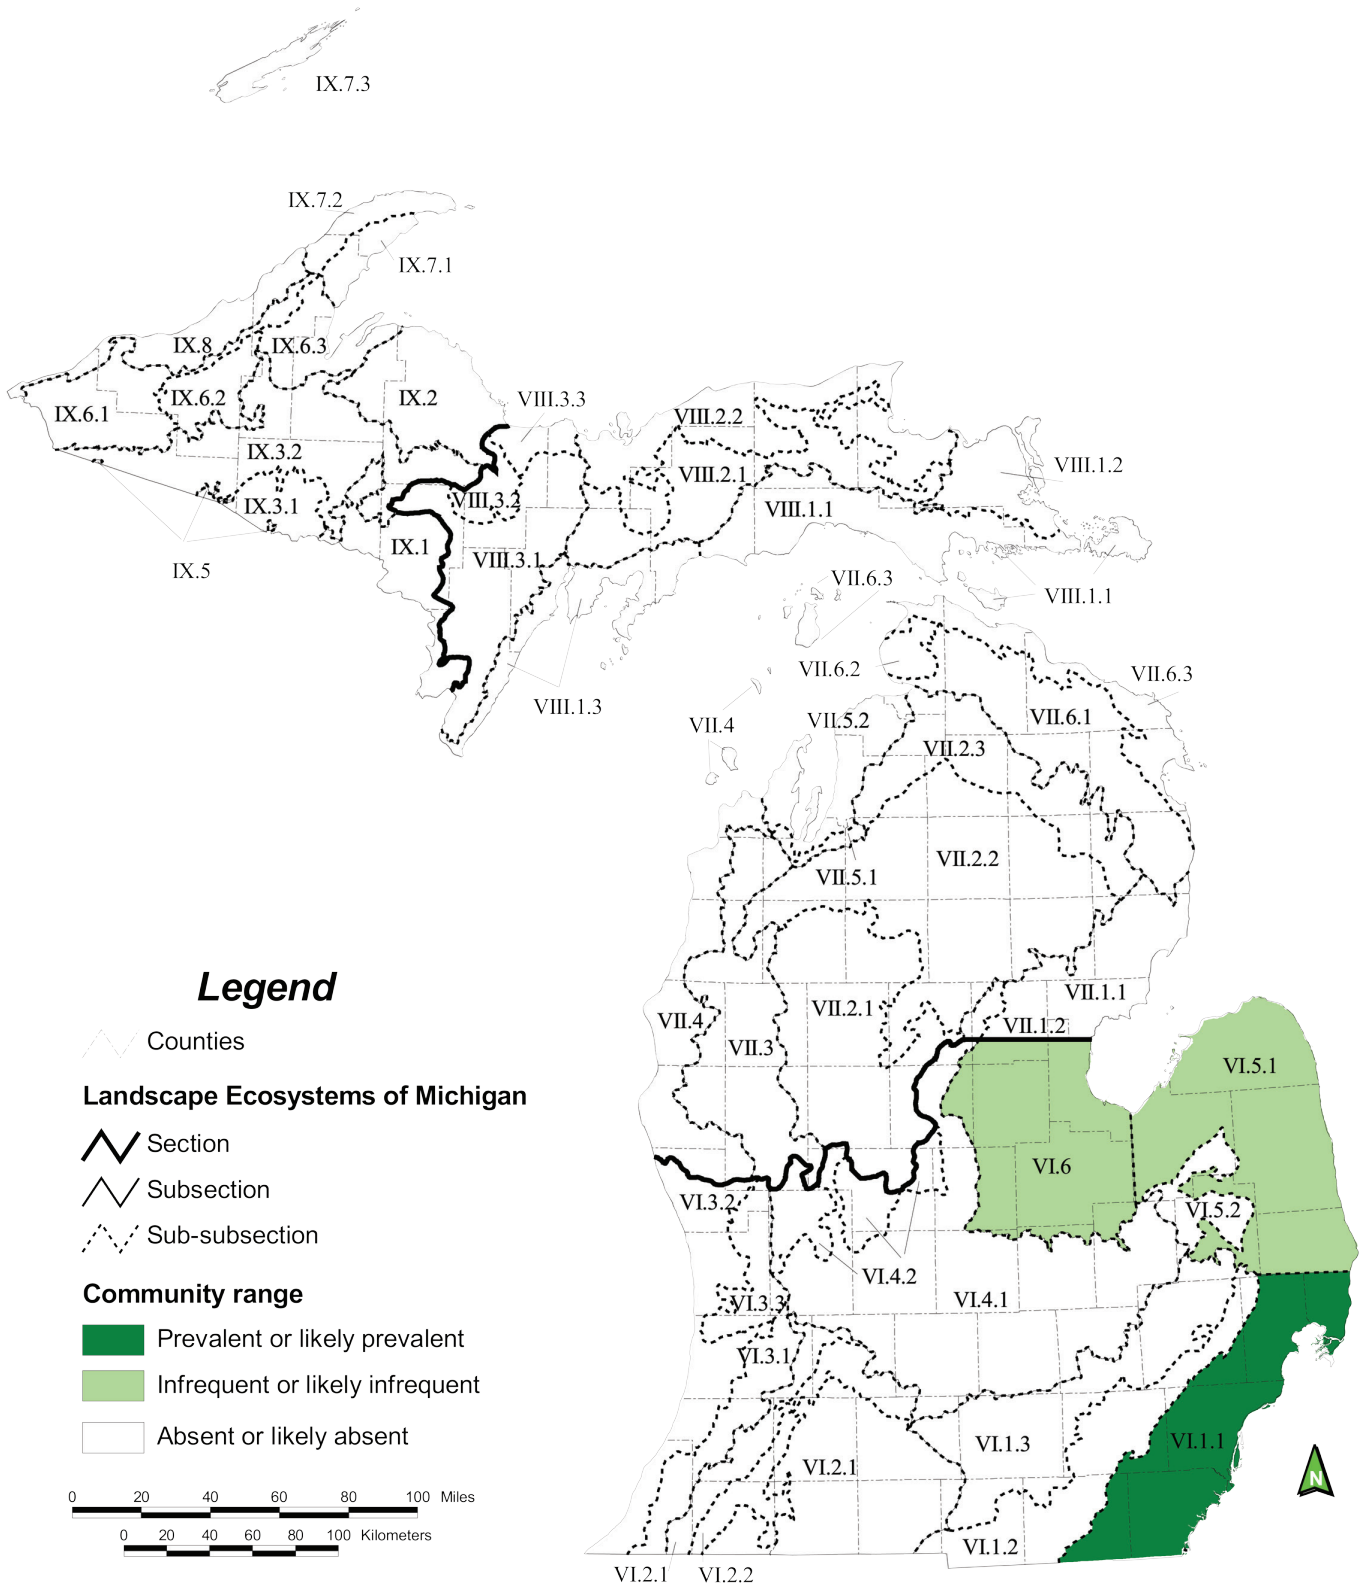 IX.7.3
IX.7.2
IX.7.1
IX.8
IX.6.3
IX.6.2
IX.2
IX.6.1
VIII.3.3
VIII.2.2
IX.3.2
VIII.2.1
VIII.1.2
IX.3.1
VIII.3.2
VIII.1.1
IX.1
VIII.3.1
IX.5
VII.6.3
VIII.1.1
VII.6.2
VII.6.3
VIII.1.3
VII.4
VII.5.2
VII.6.1
VII.2.3
VII.2.2
VII.5.1
VII.1.1
VII.4
VII.2.1
VII.1.2
VII.3
VI.5.1
VI.6
VI.3.2
VI.5.2
VI.4.2
VI.3.3
VI.4.1
VI.3.1
VI.1.3
VI.1.1
VI.2.1
VI.1.2
VI.2.1
VI.2.2
N
Legend
Counties
Landscape Ecosystems of Michigan
Section
Subsection
Sub-subsection
Community range
Prevalent or likely prevalent
Infrequent or likely infrequent
Absent or likely absent
0 20 40 60 80 100 Miles
0 20 40 60 80 100 Kilometers